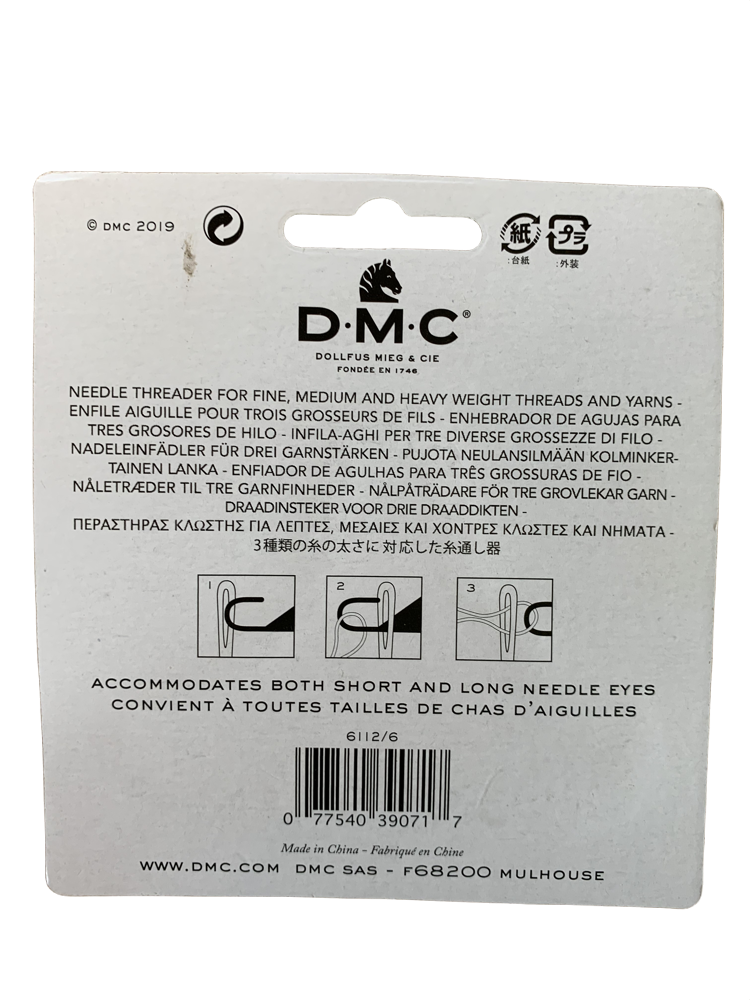 © DMC 2019
紙 プラ
:台紙 :外装
D·M·C®
DOLLFUS MIEG & CIE
FONDÉE EN 1746
NEEDLE THREADER FOR FINE, MEDIUM AND HEAVY WEIGHT THREADS AND YARNS -
ENFILE AIGUILLE POUR TROIS GROSSEURS DE FILS - ENHEBRADOR DE AGUJAS PARA
TRES GROSORES DE HILO - INFILA-AGHI PER TRE DIVERSE GROSSEZZE DI FILO -
NADELEINFÄDLER FÜR DREI GARNSTÄRKEN - PUJOTA NEULANSILMÄÄN KOLMINKER-
TAINEN LANKA - ENFIADOR DE AGULHAS PARA TRÊS GROSSURAS DE FIO -
NÅLETRÆDER TIL TRE GARNFINHEDER - NÅLPÅTRÄDARE FÖR TRE GROVLEKAR GARN -
DRAADINSTEKER VOOR DRIE DRAADDIKTEN -
ΠΕΡΑΣΤΗΡΑΣ ΚΛΩΣΤΗΣ ΓΙΑ ΛΕΠΤΕΣ, ΜΕΣΑΙΕΣ ΚΑΙ ΧΟΝΤΡΕΣ ΚΛΩΣΤΕΣ ΚΑΙ ΝΗΜΑΤΑ -
3種類の糸の太さに 対応した糸通し器
1 2 3
ACCOMMODATES BOTH SHORT AND LONG NEEDLE EYES
CONVIENT À TOUTES TAILLES DE CHAS D'AIGUILLES
6112/6
0 77540 39071 7
Made in China - Fabriqué en Chine
WWW.DMC.COM DMC SAS - F68200 MULHOUSE